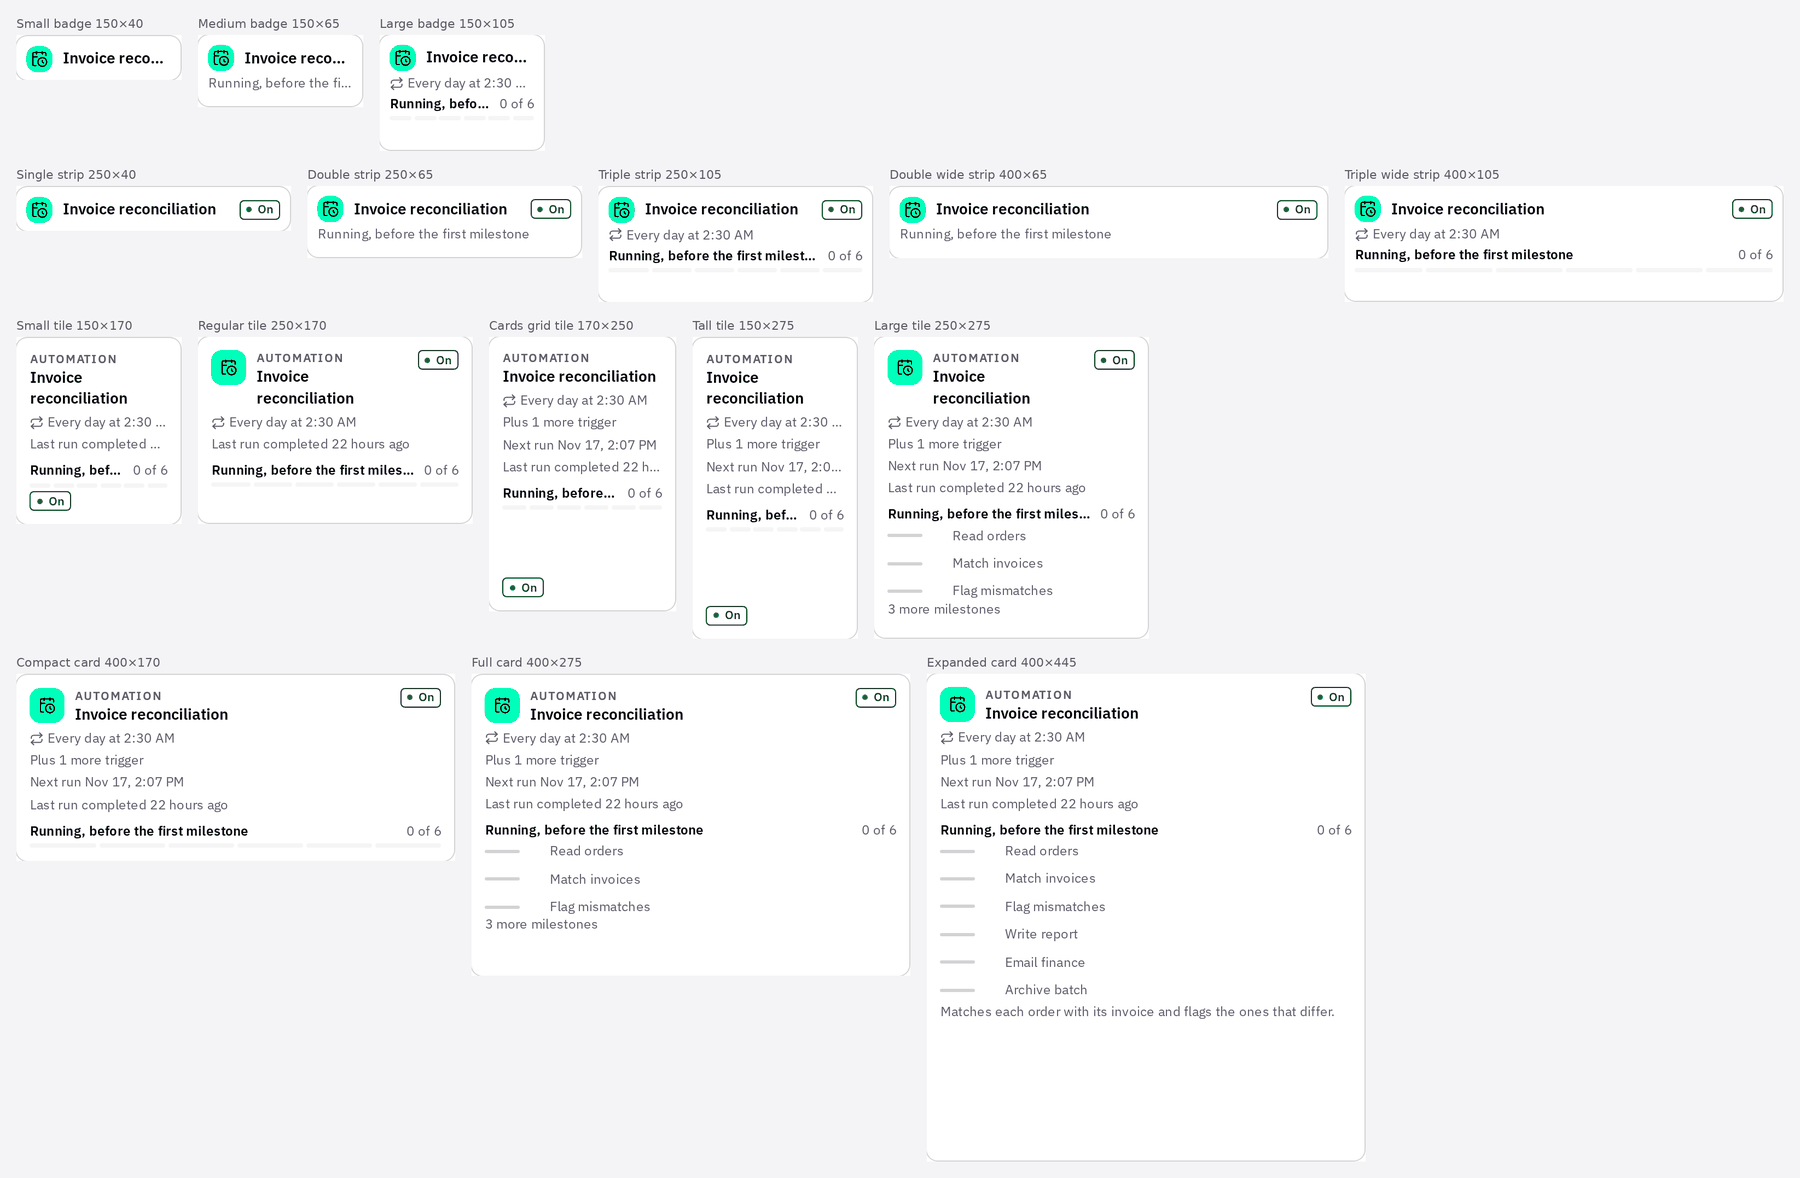 Small badge 150×40
Invoice reco...
Medium badge 150×65
Invoice reco...
Running, before the fi...
Large badge 150×105
Invoice reco...
Every day at 2:30 ...
Running, befo... 0 of 6
Single strip 250×40
Invoice reconciliation On
Double strip 250×65
Invoice reconciliation On
Running, before the first milestone
Triple strip 250×105
Invoice reconciliation On
Every day at 2:30 AM
Running, before the first milest... 0 of 6
Double wide strip 400×65
Invoice reconciliation On
Running, before the first milestone
Triple wide strip 400×105
Invoice reconciliation On
Every day at 2:30 AM
Running, before the first milestone 0 of 6
Small tile 150×170
AUTOMATION
Invoice
reconciliation
Every day at 2:30 ...
Last run completed ...
Running, bef... 0 of 6
On
Regular tile 250×170
AUTOMATION On
Invoice
reconciliation
Every day at 2:30 AM
Last run completed 22 hours ago
Running, before the first miles... 0 of 6
Cards grid tile 170×250
AUTOMATION
Invoice reconciliation
Every day at 2:30 AM
Plus 1 more trigger
Next run Nov 17, 2:07 PM
Last run completed 22 h...
Running, before... 0 of 6
On
Tall tile 150×275
AUTOMATION
Invoice
reconciliation
Every day at 2:30 ...
Plus 1 more trigger
Next run Nov 17, 2:0...
Last run completed ...
Running, bef... 0 of 6
On
Large tile 250×275
AUTOMATION On
Invoice
reconciliation
Every day at 2:30 AM
Plus 1 more trigger
Next run Nov 17, 2:07 PM
Last run completed 22 hours ago
Running, before the first miles... 0 of 6
Read orders
Match invoices
Flag mismatches
3 more milestones
Compact card 400×170
AUTOMATION On
Invoice reconciliation
Every day at 2:30 AM
Plus 1 more trigger
Next run Nov 17, 2:07 PM
Last run completed 22 hours ago
Running, before the first milestone 0 of 6
Full card 400×275
AUTOMATION On
Invoice reconciliation
Every day at 2:30 AM
Plus 1 more trigger
Next run Nov 17, 2:07 PM
Last run completed 22 hours ago
Running, before the first milestone 0 of 6
Read orders
Match invoices
Flag mismatches
3 more milestones
Expanded card 400×445
AUTOMATION On
Invoice reconciliation
Every day at 2:30 AM
Plus 1 more trigger
Next run Nov 17, 2:07 PM
Last run completed 22 hours ago
Running, before the first milestone 0 of 6
Read orders
Match invoices
Flag mismatches
Write report
Email finance
Archive batch
Matches each order with its invoice and flags the ones that differ.